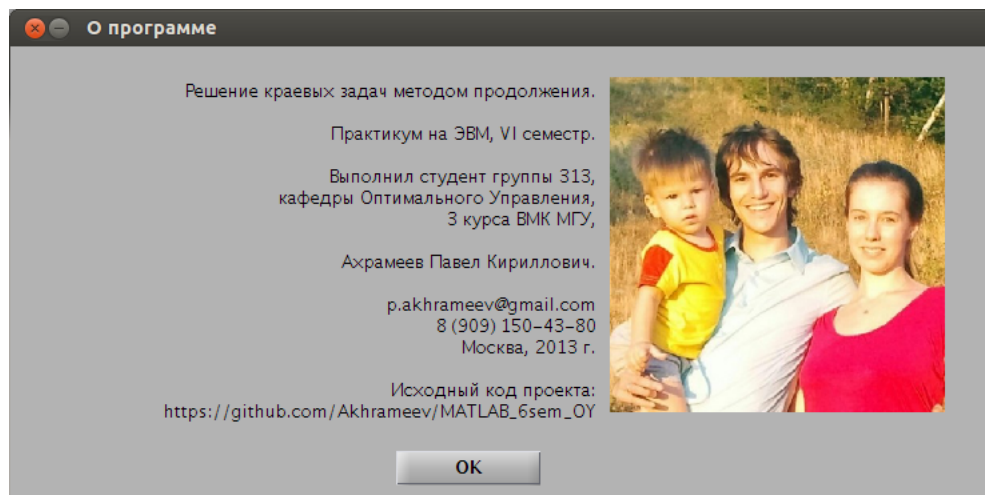 О программе
Решение краевых задач методом продолжения.
Практикум на ЭВМ, VI семестр.
Выполнил студент группы 313,
кафедры Оптимального Управления,
3 курса ВМК МГУ,
Ахрамеев Павел Кириллович.
p.akhrameev@gmail.com
8 (909) 150-43-80
Москва, 2013 г.
Исходный код проекта:
https://github.com/Akhrameev/MATLAB_6sem_OY
OK